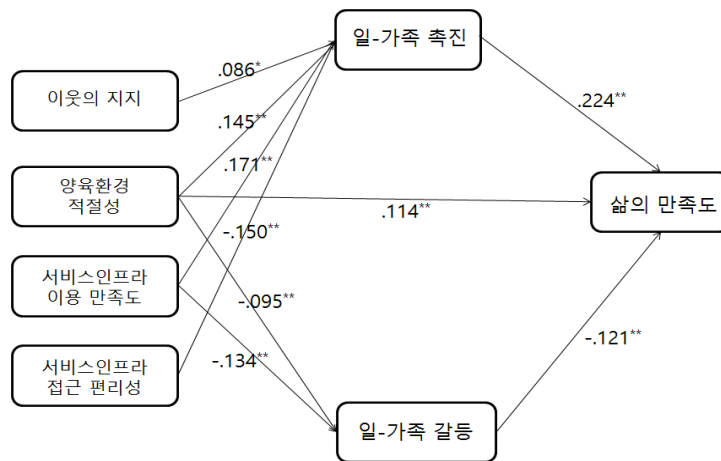 일-가족 촉진
.086*
이웃의 지지
.224**
.145**
.171**
양육환경
적절성
삶의 만족도
.114**
-.150**
서비스인프라
이용 만족도
-.095**
-.121**
-.134**
서비스인프라
접근 편리성
일-가족 갈등